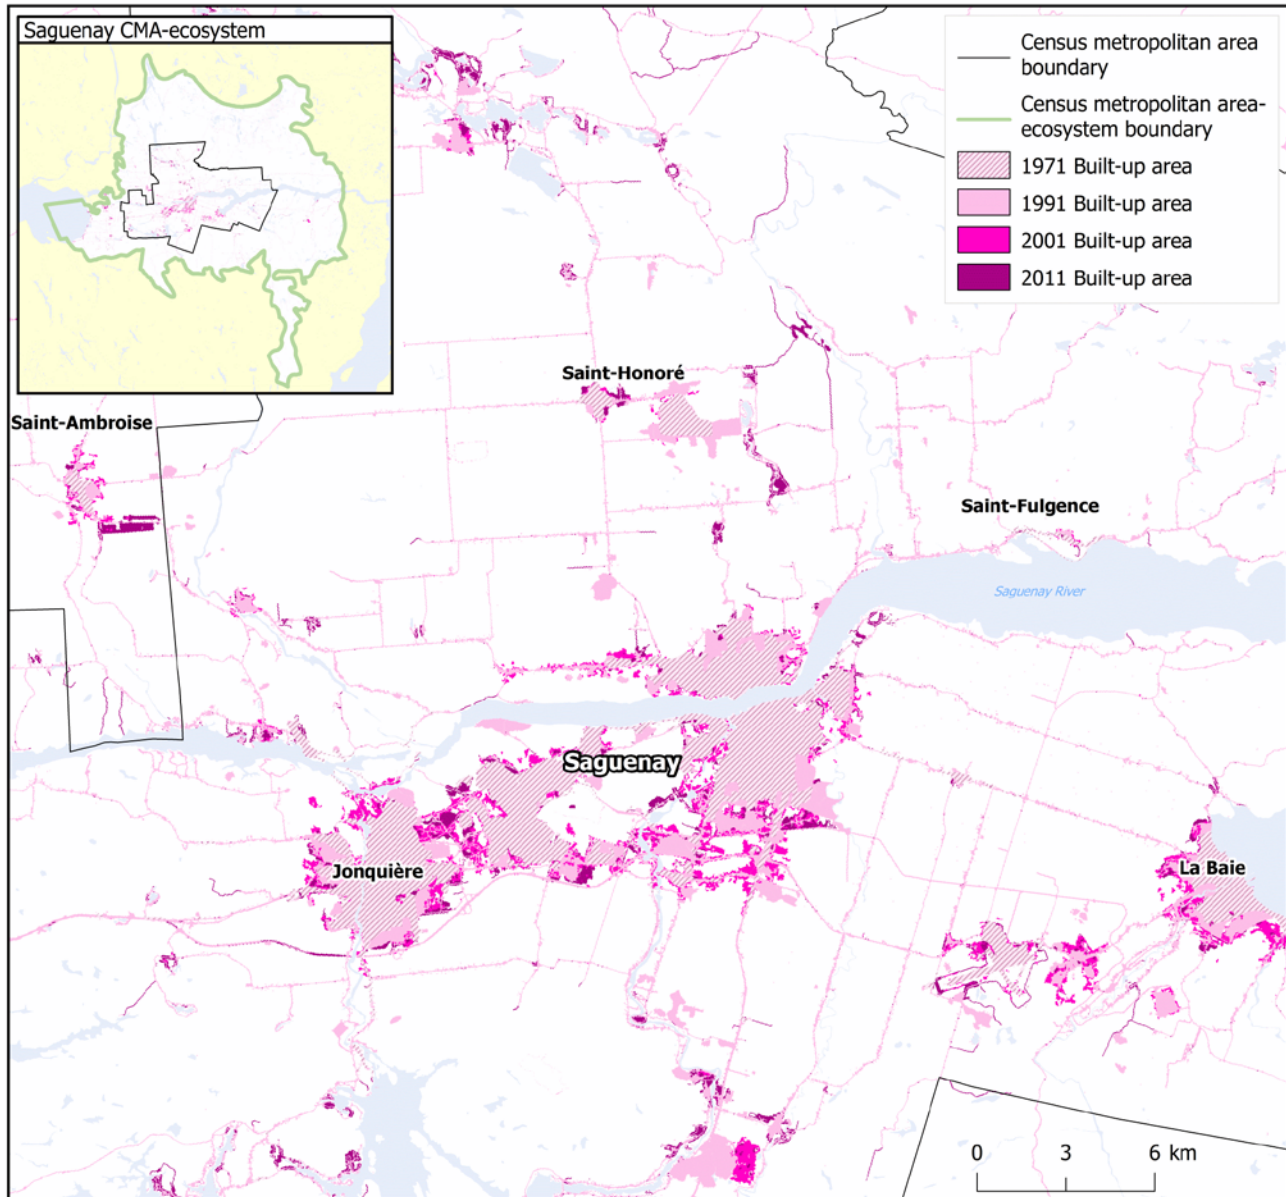 Saguenay CMA-ecosystem
Census metropolitan area
boundary
Census metropolitan area-
ecosystem boundary
1971 Built-up area
1991 Built-up area
2001 Built-up area
2011 Built-up area
Saint-Honoré
Saint-Ambroise
Saint-Fulgence
Saguenay River
Saguenay
Jonquière
La Baie
0 3 6 km